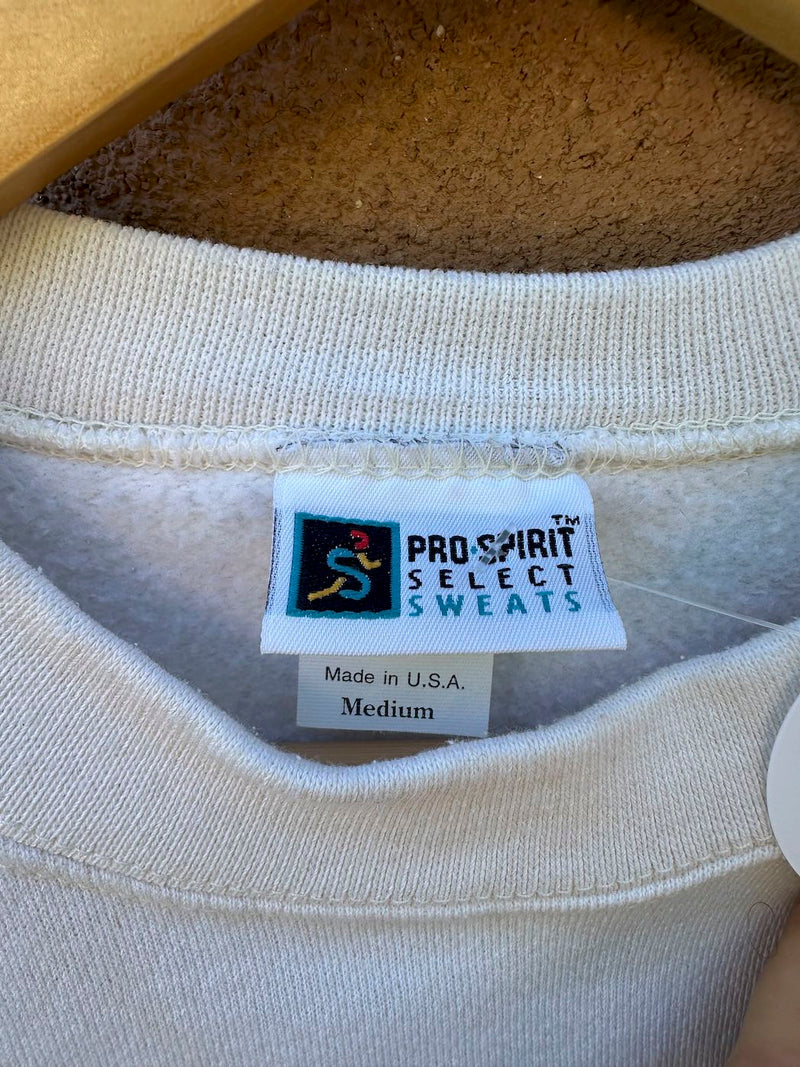 PRO·SPIRIT™
SELECT
SWEATS
Made in U.S.A.
Medium